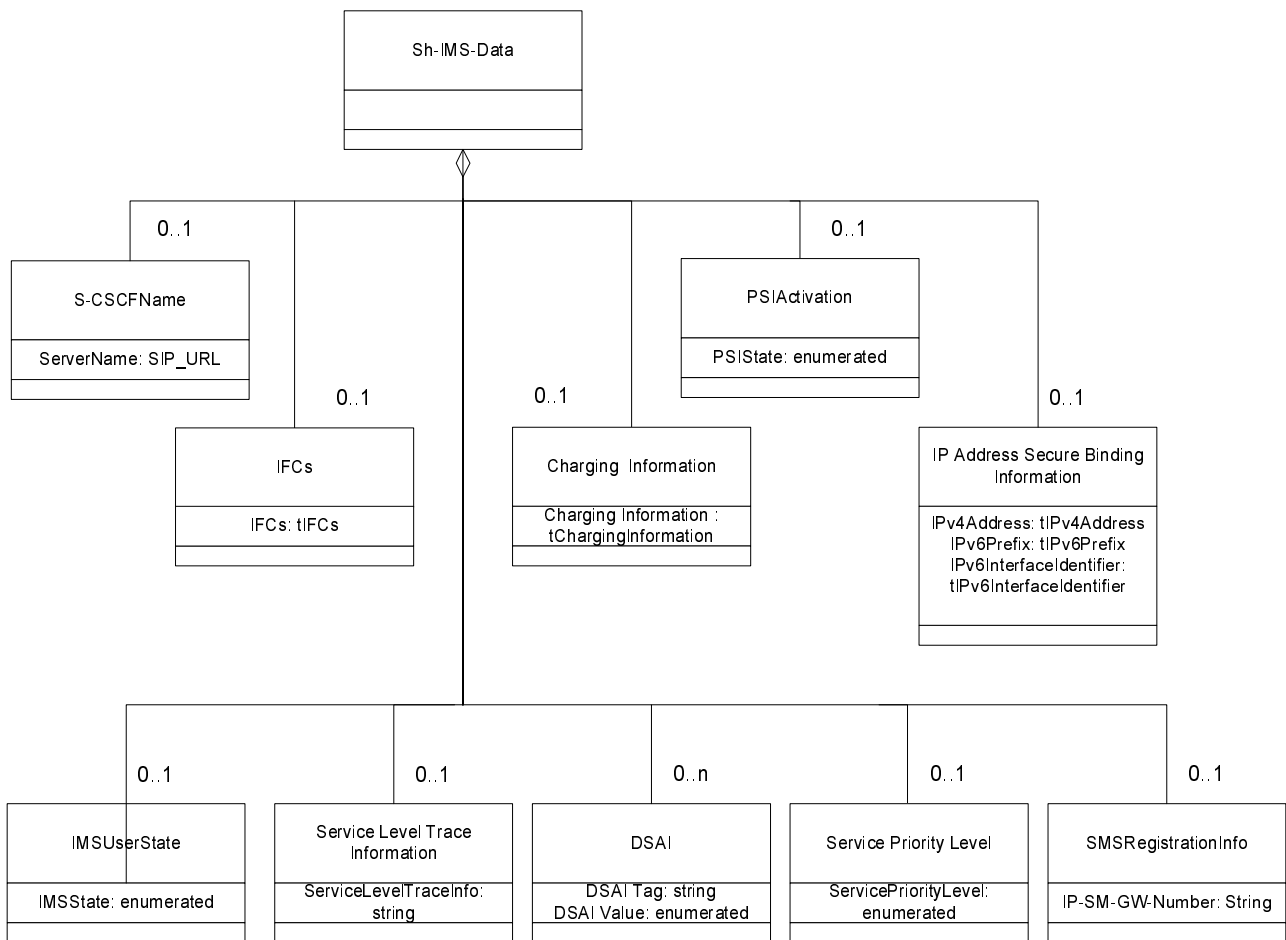 Sh-IMS-Data
0..1
0..1
S-CSCFName
ServerName: SIP_URL
PSIActivation
PSIState: enumerated
0..1
0..1
0..1
IFCs
IFCs: tIFCs
Charging Information
Charging Information :
tChargingInformation
IP Address Secure Binding
Information
IPv4Address: tIPv4Address
IPv6Prefix: tIPv6Prefix
IPv6InterfaceIdentifier:
tIPv6InterfaceIdentifier
0..1
0..1
0..n
0..1
0..1
IMSUserState
IMSState: enumerated
Service Level Trace
Information
ServiceLevelTraceInfo:
string
DSAI
DSAI Tag: string
DSAI Value: enumerated
Service Priority Level
ServicePriorityLevel:
enumerated
SMSRegistrationInfo
IP-SM-GW-Number: String